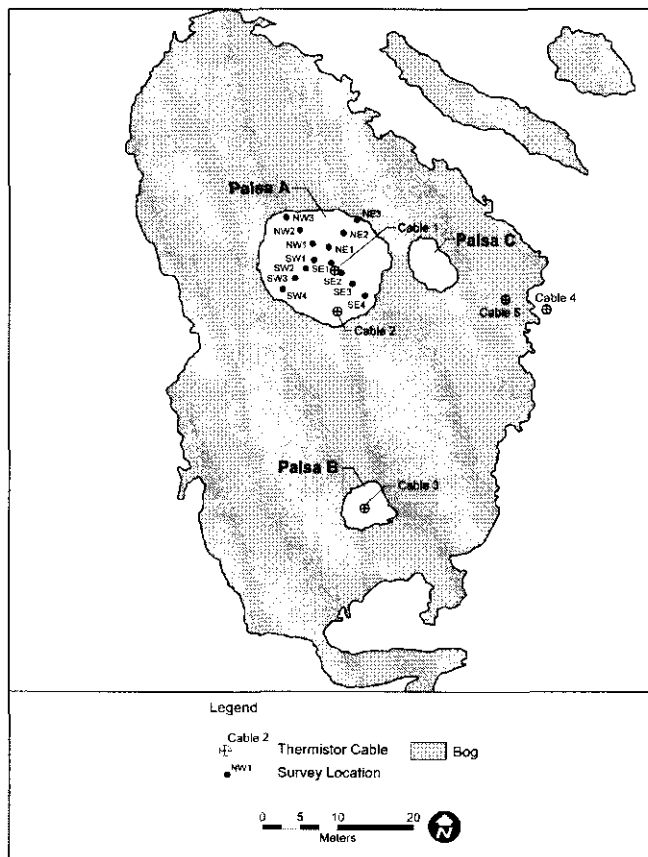 Palsa A
NW3
NE3
NW2
NE2
Cable 1
NW1
NE1
Palsa C
SW1
SW2
SE1
SE2
SW3
SE3
SW4
SE4
Cable 5
Cable 4
Cable 2
Palsa B
Cable 3
Legend
Cable 2
Thermistor Cable
Bog
NW1
Survey Location
0 5 10 20
Meters
N